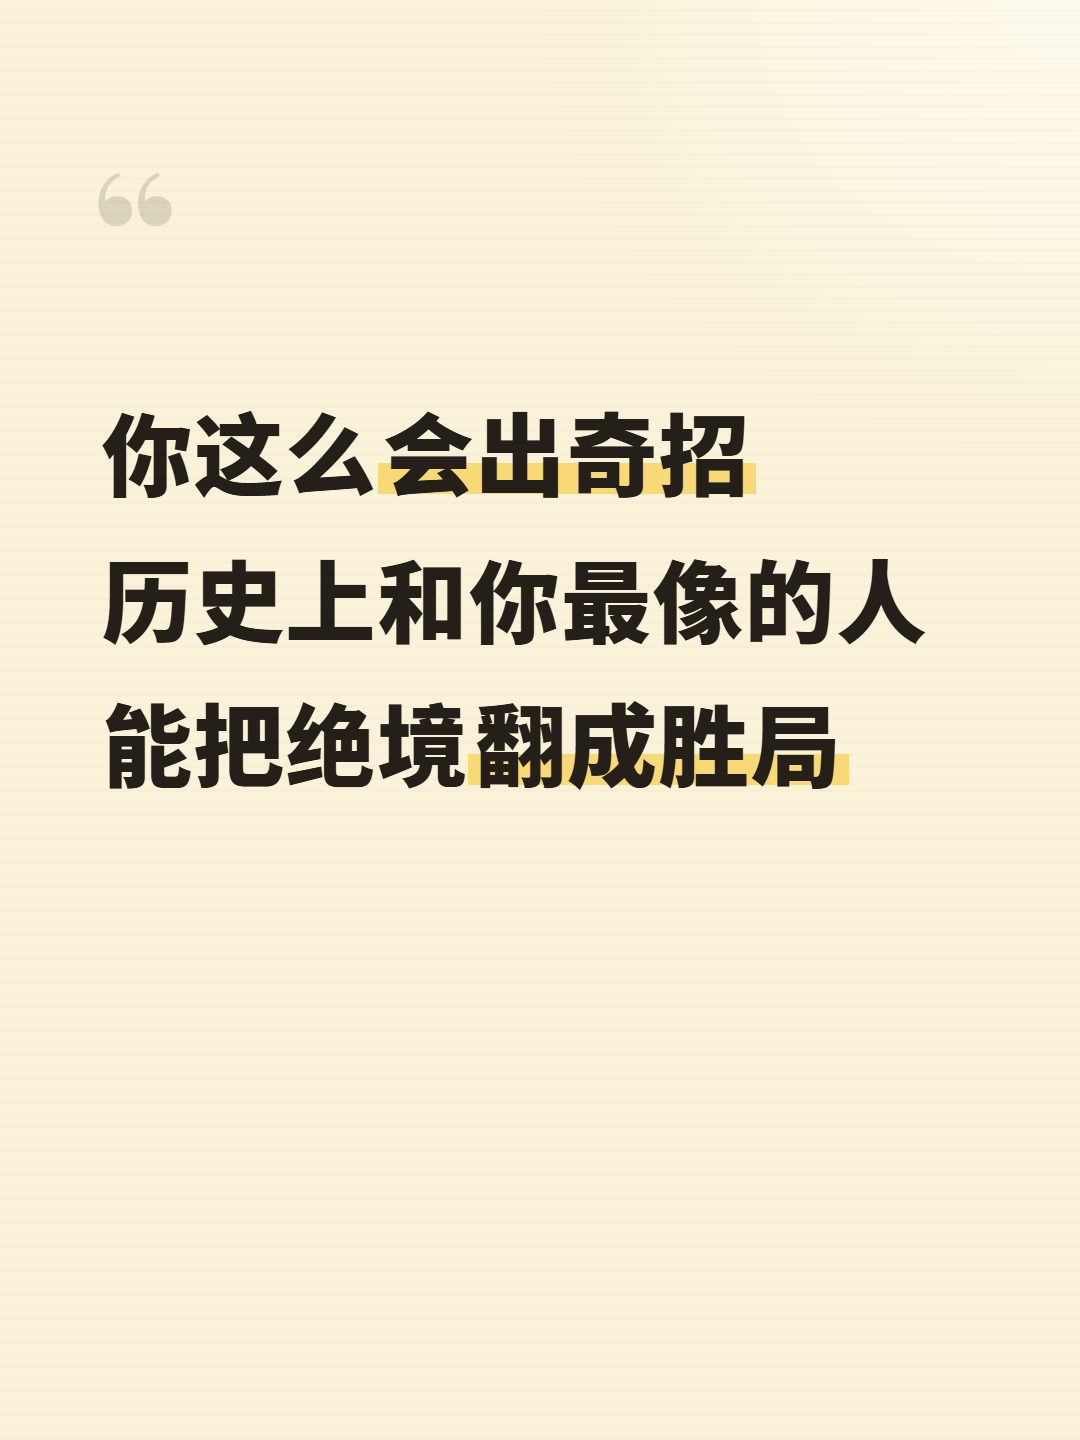 “
你这么会出奇招
历史上和你最像的人
能把绝境翻成胜局